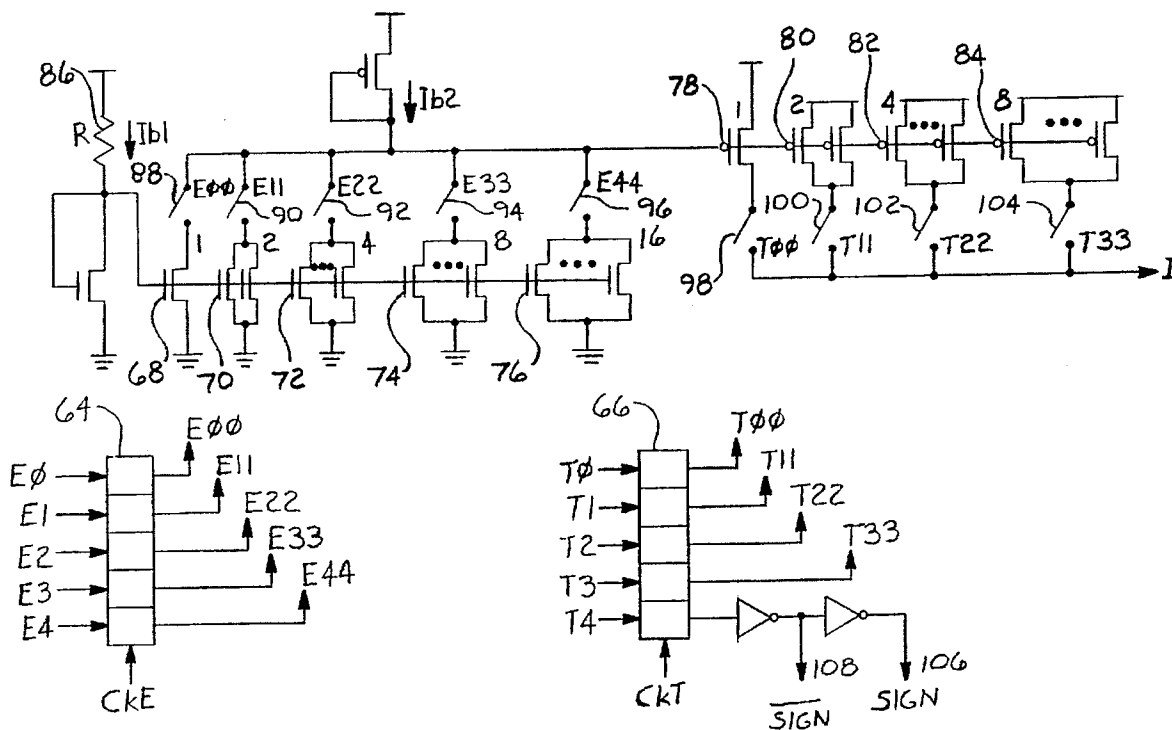 86
R
Ib1
88
Ib2
78
80
82
84
1
2
4
8
EØØ
E11
E22
E33
E44
90
92
94
96
1
2
4
8
16
98
100
102
104
TØØ
T11
T22
T33
I
68
70
72
74
76
64
EØØ
E11
E22
E33
E44
EØ
E1
E2
E3
E4
CkE
66
TØØ
T11
T22
T33
TØ
T1
T2
T3
T4
108
106
CkT
SIGN
SIGN